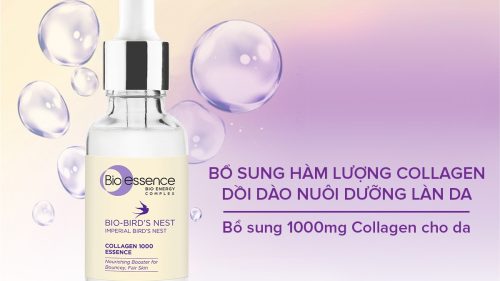 Bio essence
BIO ENERGY
COMPLEX
BIO-BIRD'S NEST
IMPERIAL BIRD'S NEST
COLLAGEN 1000
ESSENCE
Nourishing Booster for
Bouncey, Fair Skin
BỔ SUNG HÀM LƯỢNG COLLAGEN
DỒI DÀO NUÔI DƯỠNG LÀN DA
Bổ sung 1000mg Collagen cho da